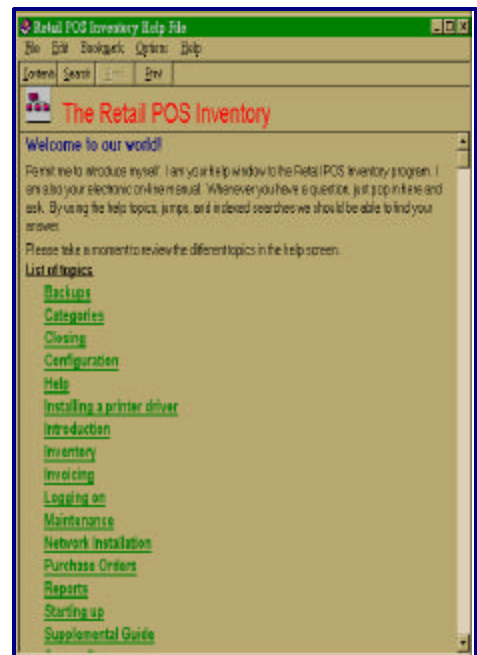 Retail POS Inventory Help File
File Edit Bookmark Options Help
Contents Search Print
The Retail POS Inventory
Welcome to our world!
Permit me to introduce myself. I am your help window to the Retail POS Inventory program. I
am also your electronic on-line manual. Whenever you have a question, just pop in here and
ask. By using the help topics, jumps, and indexed searches we should be able to find your
answer.
Please take a moment to review the different topics in the help screen.
List of topics
Backups
Categories
Closing
Configuration
Help
Installing a printer driver
Introduction
Inventory
Invoicing
Logging on
Maintenance
Network Installation
Purchase Orders
Reports
Starting up
Supplemental Guide